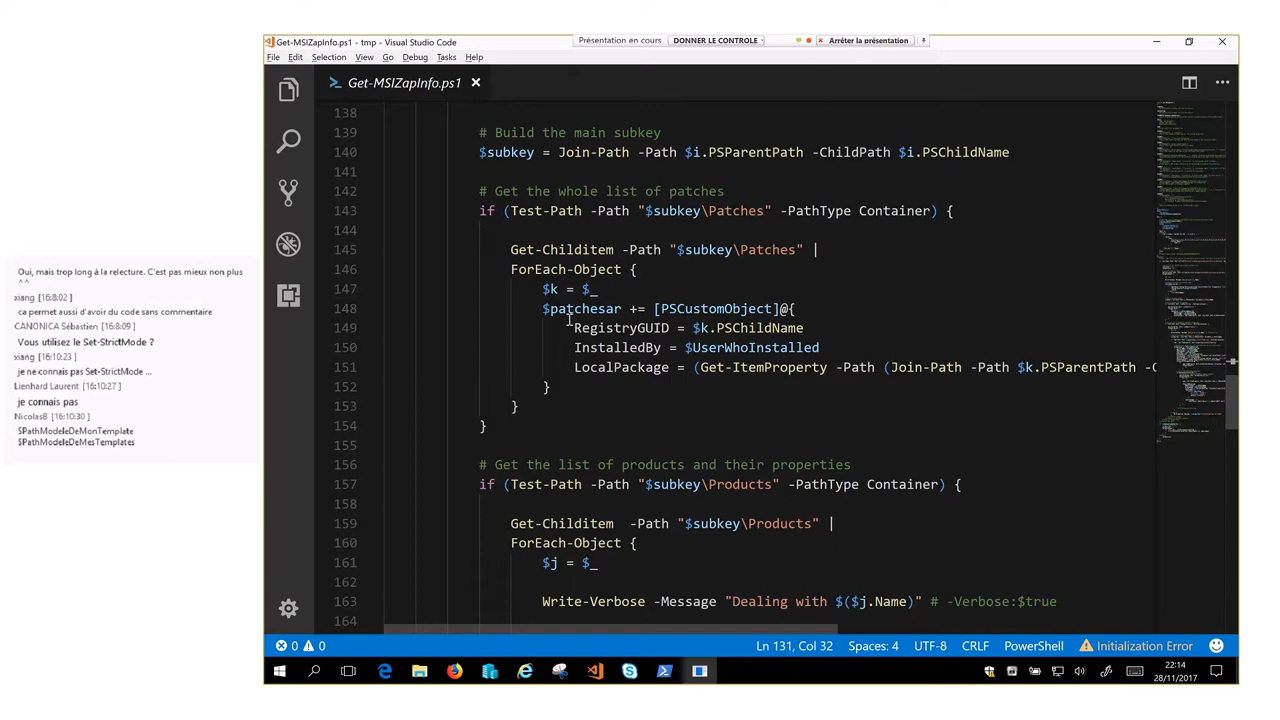 Get-MSIZapInfo.ps1 - tmp - Visual Studio Code
Présentation en cours
DONNER LE CONTROLE
Arrêter la présentation
File Edit Selection View Go Debug Tasks Help
Get-MSIZapInfo.ps1
138
139 # Build the main subkey
140 $subkey = Join-Path -Path $i.PSParentPath -ChildPath $i.PSChildName
141
142 # Get the whole list of patches
143 if (Test-Path -Path "$subkey\Patches" -PathType Container) {
144
145 Get-Childitem -Path "$subkey\Patches" |
146 ForEach-Object {
147 $k = $_
148 $patchesar += [PSCustomObject]@{
149 RegistryGUID = $k.PSChildName
150 InstalledBy = $UserWhoInstalled
151 LocalPackage = (Get-ItemProperty -Path (Join-Path -Path $k.PSParentPath -C
152 }
153 }
154 }
155
156 # Get the list of products and their properties
157 if (Test-Path -Path "$subkey\Products" -PathType Container) {
158
159 Get-Childitem  -Path "$subkey\Products" |
160 ForEach-Object {
161 $j = $_
162
163 Write-Verbose -Message "Dealing with $($j.Name)" # -Verbose:$true
164
Oui, mais trop long à la relecture. C'est pas mieux non plus
^^
xiang [16:8:02]
ca permet aussi d'avoir du code sans commentaire
CANONICA Sébastien [16:8:09]
Vous utilisez le Set-StrictMode ?
xiang [16:10:23]
je ne connais pas Set-StrictMode ...
Lienhard Laurent [16:10:27]
je connais pas
NicolasB [16:10:30]
$PathModeleDeMonTemplate
$PathModeleDeMesTemplates
0 0
Ln 131, Col 32 Spaces: 4 UTF-8 CRLF PowerShell Initialization Error
22:14
28/11/2017